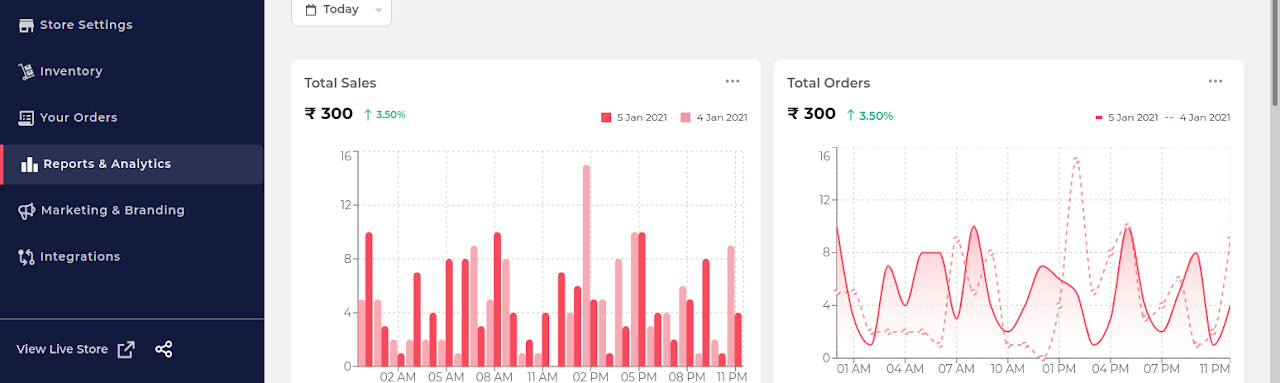 Store Settings
Inventory
Your Orders
Reports & Analytics
Marketing & Branding
Integrations
View Live Store
Today
Total Sales
₹ 300 ↑ 3.50%
5 Jan 2021 4 Jan 2021
16
12
8
4
0
02 AM 05 AM 08 AM 11 AM 02 PM 05 PM 08 PM 11 PM
Total Orders
₹ 300 ↑ 3.50%
5 Jan 2021 4 Jan 2021
16
12
8
4
0
01 AM 04 AM 07 AM 10 AM 01 PM 04 PM 07 PM 11 PM